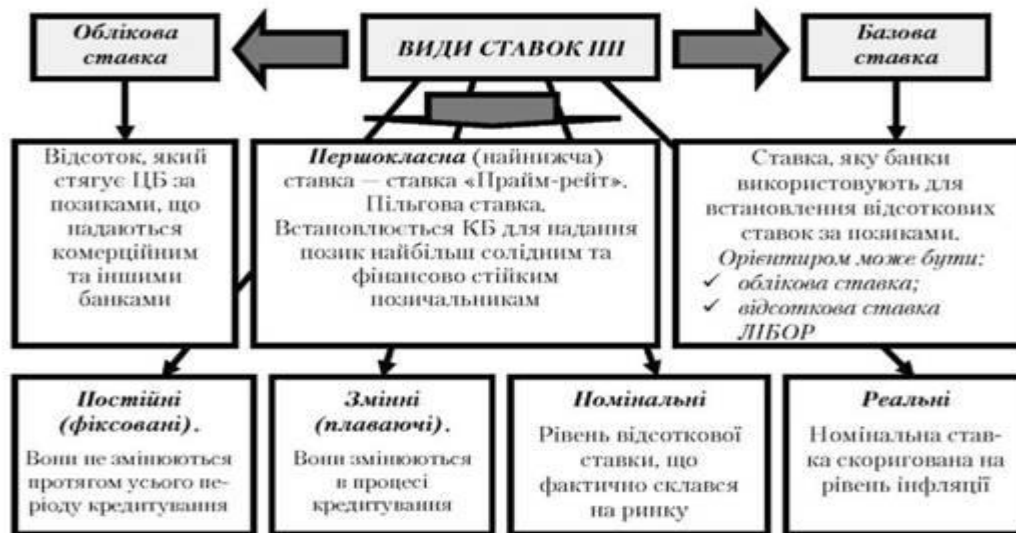 Облікова
ставка
ВИДИ СТАВОК ПП
Базова
ставка
Відсоток, який
стягує ЦБ за
позиками, що
надаються
комерційним
та іншими
банками
Першокласна (найнижча)
ставка — ставка «Прайм-рейт».
Пільгова ставка.
Встановлюється КБ для надання
позик найбільш солідним та
фінансово стійким
позичальникам
Ставка, яку банки
використовують для
встановлення відсоткових
ставок за позиками.
Орієнтиром може бути:
✓ облікова ставка;
✓ відсоткова ставка
ЛІБОР
Постійні
(фіксовані).
Вони не змінюються
протягом усього пе-
ріоду кредитування
Змінні
(плаваючі).
Вони змінюються
в процесі
кредитування
Номінальні
Рівень відсоткової
ставки, що
фактично склався
на ринку
Реальні
Номінальна став-
ка скоригована на
рівень інфляції